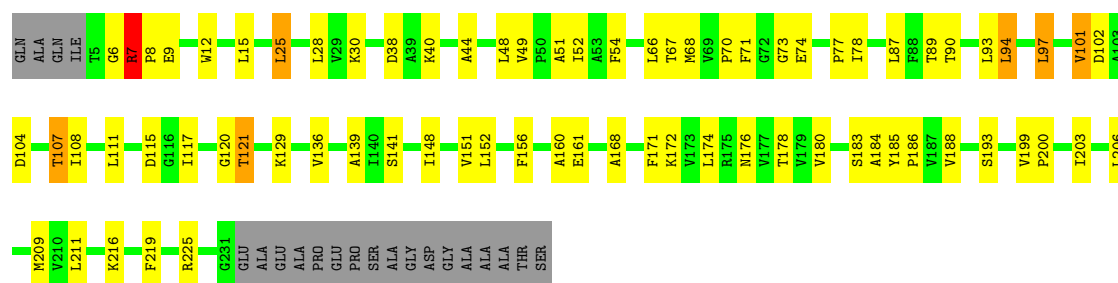 GLN ALA GLN ILE T5 G6 R7 P8 E9 W12 L15 L25 L28 V29 K30 D38 A39 K40 A44 L48 V49 P50 A51 I52 A53 F54 L66 T67 M68 V69 P70 F71 G72 G73 E74 P77 I78 L87 F88 T89 T90 L93 L94 L97 V101 D102 A103
D104 T107 I108 L111 D115 G116 I117 G120 T121 K129 V136 A139 I140 S141 I148 V151 L152 F156 A160 E161 A168 F171 K172 V173 L174 R175 N176 V177 T178 V179 V180 S183 A184 Y185 P186 V187 V188 S193 V199 P200 I203 L206
M209 V210 L211 K216 F219 R225 G231 GLU ALA GLU ALA PRO GLU PRO SER ALA GLY ASP GLY ALA ALA ALA THR SER